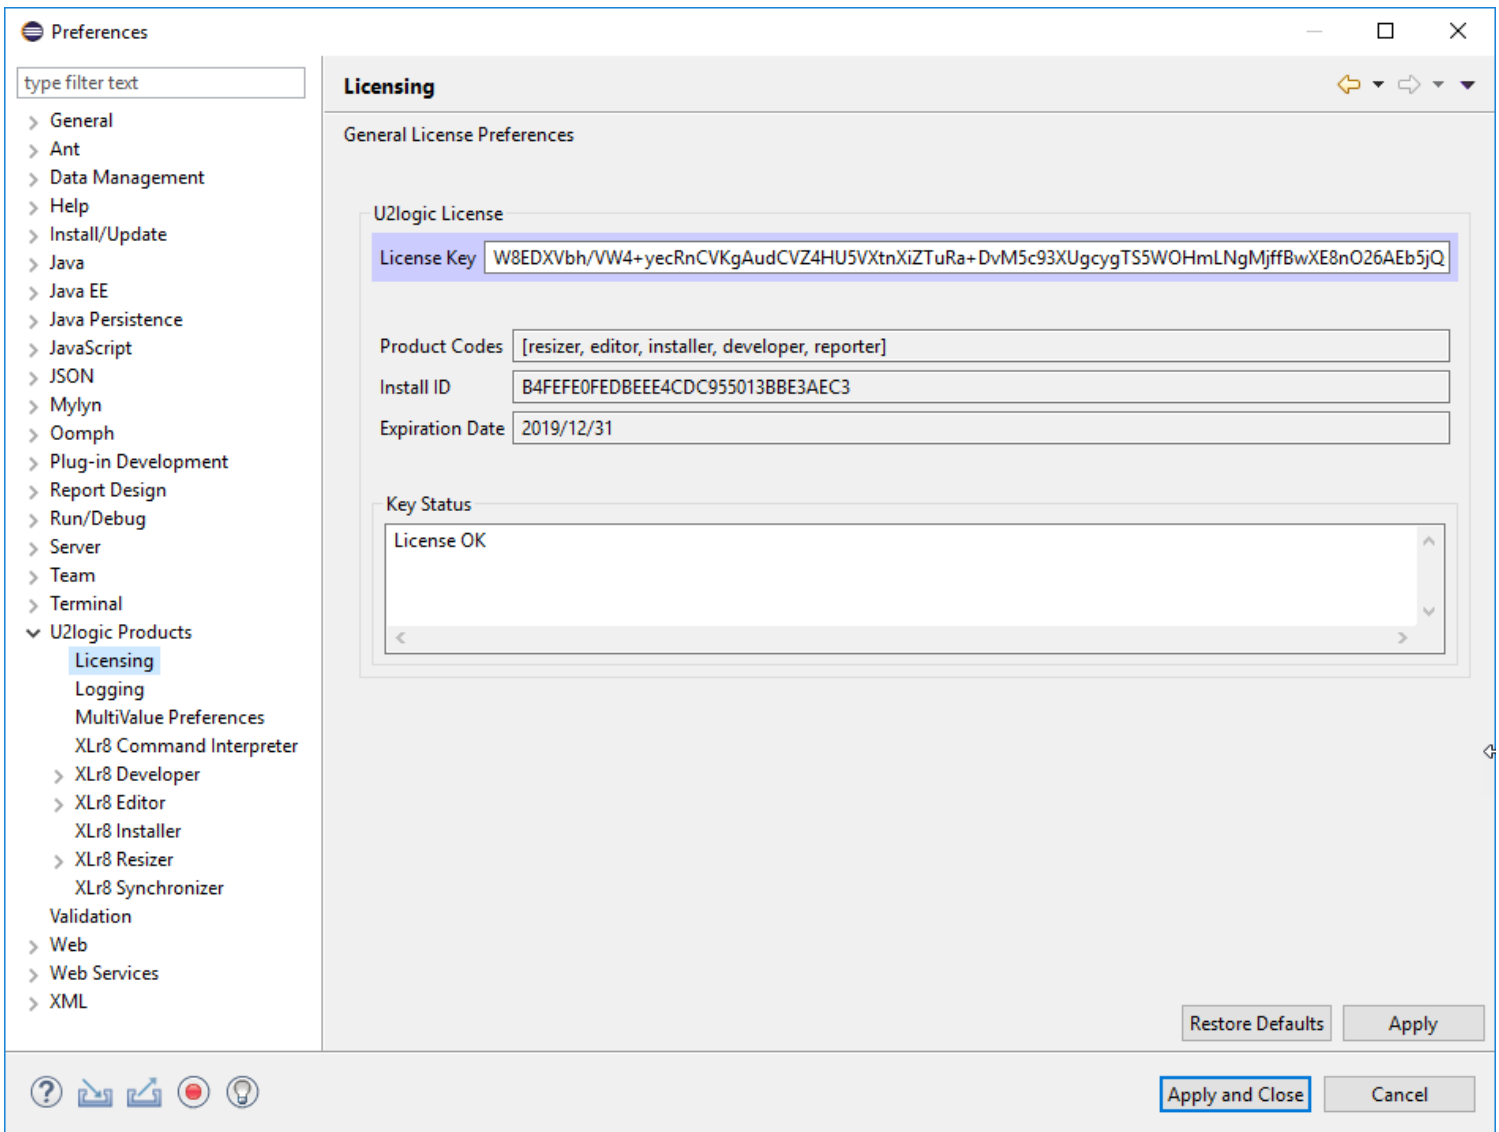 Preferences
type filter text
General
Ant
Data Management
Help
Install/Update
Java
Java EE
Java Persistence
JavaScript
JSON
Mylyn
Oomph
Plug-in Development
Report Design
Run/Debug
Server
Team
Terminal
U2logic Products
Licensing
Logging
MultiValue Preferences
XLr8 Command Interpreter
XLr8 Developer
XLr8 Editor
XLr8 Installer
XLr8 Resizer
XLr8 Synchronizer
Validation
Web
Web Services
XML
Licensing
General License Preferences
U2logic License
License Key W8EDXVbh/VW4+yecRnCVKgAudCVZ4HU5VXtnXiZTuRa+DvM5c93XUgcygTS5WOHmLNgMjffBwXE8nO26AEb5jQ
Product Codes [resizer, editor, installer, developer, reporter]
Install ID B4FEFE0FEDBEEE4CDC955013BBE3AEC3
Expiration Date 2019/12/31
Key Status
License OK
Restore Defaults Apply
Apply and Close Cancel